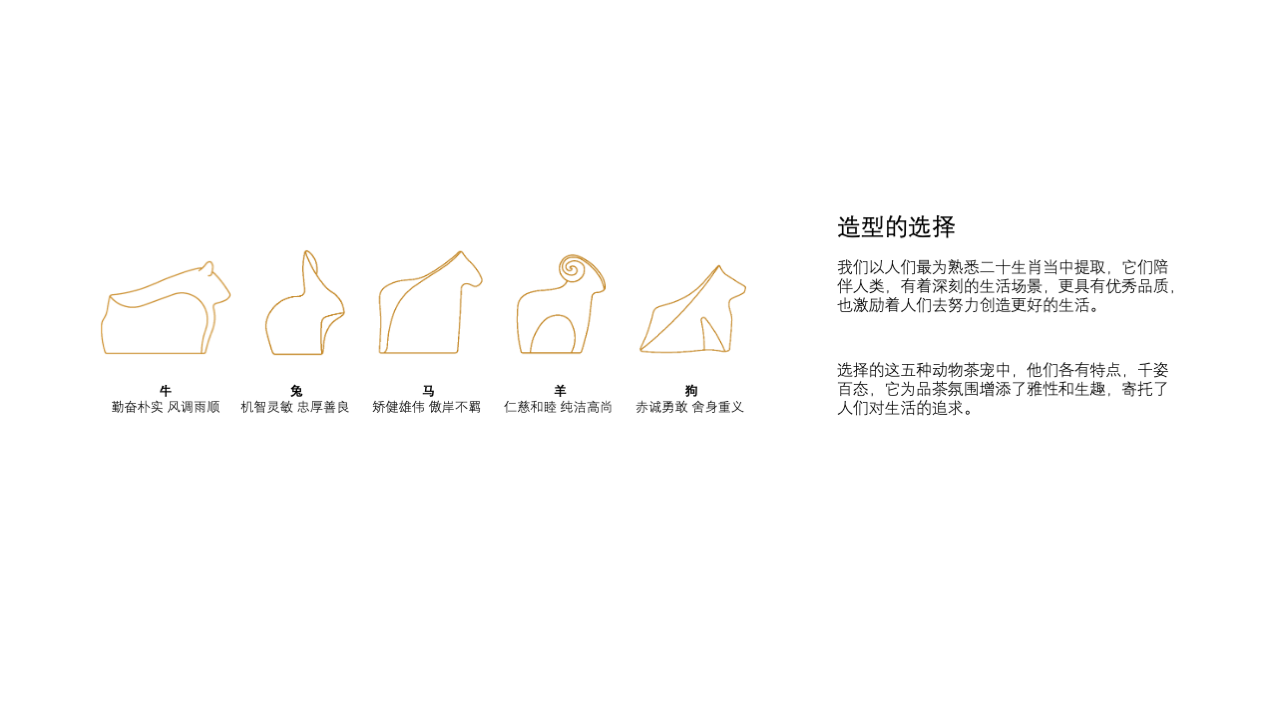 造型的选择
我们以人们最为熟悉二十生肖当中提取，它们陪
伴人类，有着深刻的生活场景，更具有优秀品质，
也激励着人们去努力创造更好的生活。
选择的这五种动物茶宠中，他们各有特点，千姿
百态，它为品茶氛围增添了雅性和生趣，寄托了
人们对生活的追求。
牛
勤奋朴实 风调雨顺
兔
机智灵敏 忠厚善良
马
矫健雄伟 傲岸不羁
羊
仁慈和睦 纯洁高尚
狗
赤诚勇敢 舍身重义